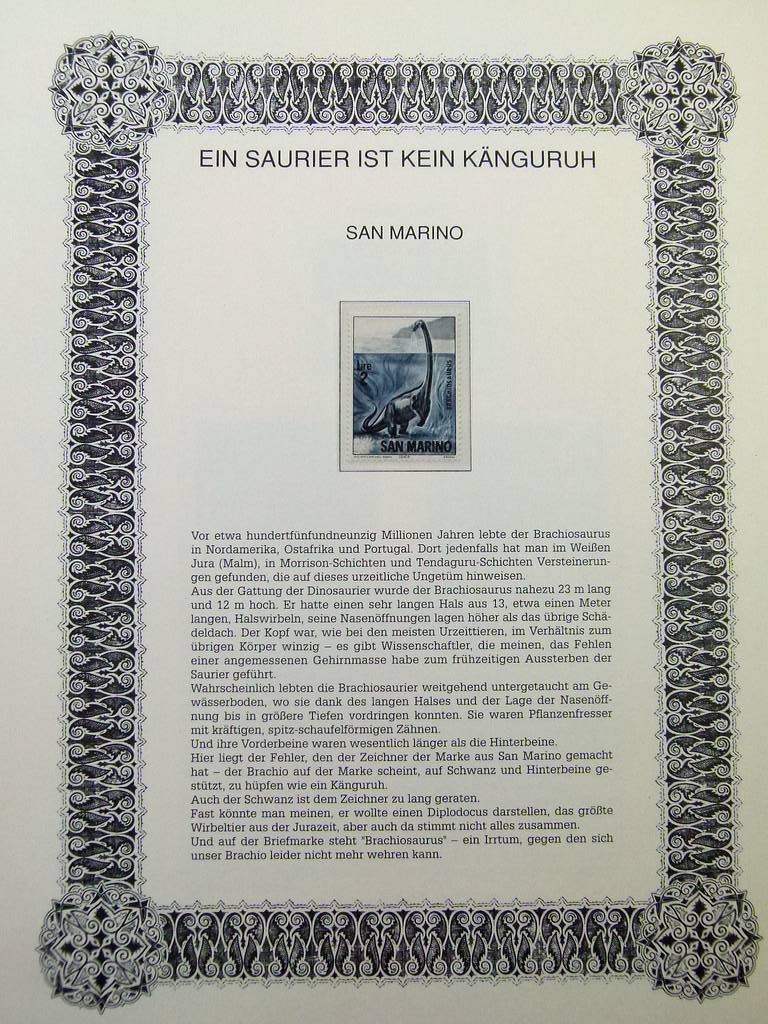 EIN SAURIER IST KEIN KÄNGURUH
SAN MARINO
Lire
2
BRACHIOSAURUS
SAN MARINO
Vor etwa hundertfünfundneunzig Millionen Jahren lebte der Brachiosaurus
in Nordamerika, Ostafrika und Portugal. Dort jedenfalls hat man im Weißen
Jura (Malm), in Morrison-Schichten und Tendaguru-Schichten Versteinerun-
gen gefunden, die auf dieses urzeitliche Ungetüm hinweisen.
Aus der Gattung der Dinosaurier wurde der Brachiosaurus nahezu 23 m lang
und 12 m hoch. Er hatte einen sehr langen Hals aus 13, etwa einen Meter
langen, Halswirbeln, seine Nasenöffnungen lagen höher als das übrige Schä-
deldach. Der Kopf war, wie bei den meisten Urzeittieren, im Verhältnis zum
übrigen Körper winzig – es gibt Wissenschaftler, die meinen, das Fehlen
einer angemessenen Gehirnmasse habe zum frühzeitigen Aussterben der
Saurier geführt.
Wahrscheinlich lebten die Brachiosaurier weitgehend untergetaucht am Ge-
wässerboden, wo sie dank des langen Halses und der Lage der Nasenöff-
nung bis in größere Tiefen vordringen konnten. Sie waren Pflanzenfresser
mit kräftigen, spitz-schaufelförmigen Zähnen.
Und ihre Vorderbeine waren wesentlich länger als die Hinterbeine.
Hier liegt der Fehler, den der Zeichner der Marke aus San Marino gemacht
hat – der Brachio auf der Marke scheint, auf Schwanz und Hinterbeine ge-
stützt, zu hüpfen wie ein Känguruh.
Auch der Schwanz ist dem Zeichner zu lang geraten.
Fast könnte man meinen, er wollte einen Diplodocus darstellen, das größte
Wirbeltier aus der Jurazeit, aber auch da stimmt nicht alles zusammen.
Und auf der Briefmarke steht "Brachiosaurus" – ein Irrtum, gegen den sich
unser Brachio leider nicht mehr wehren kann.